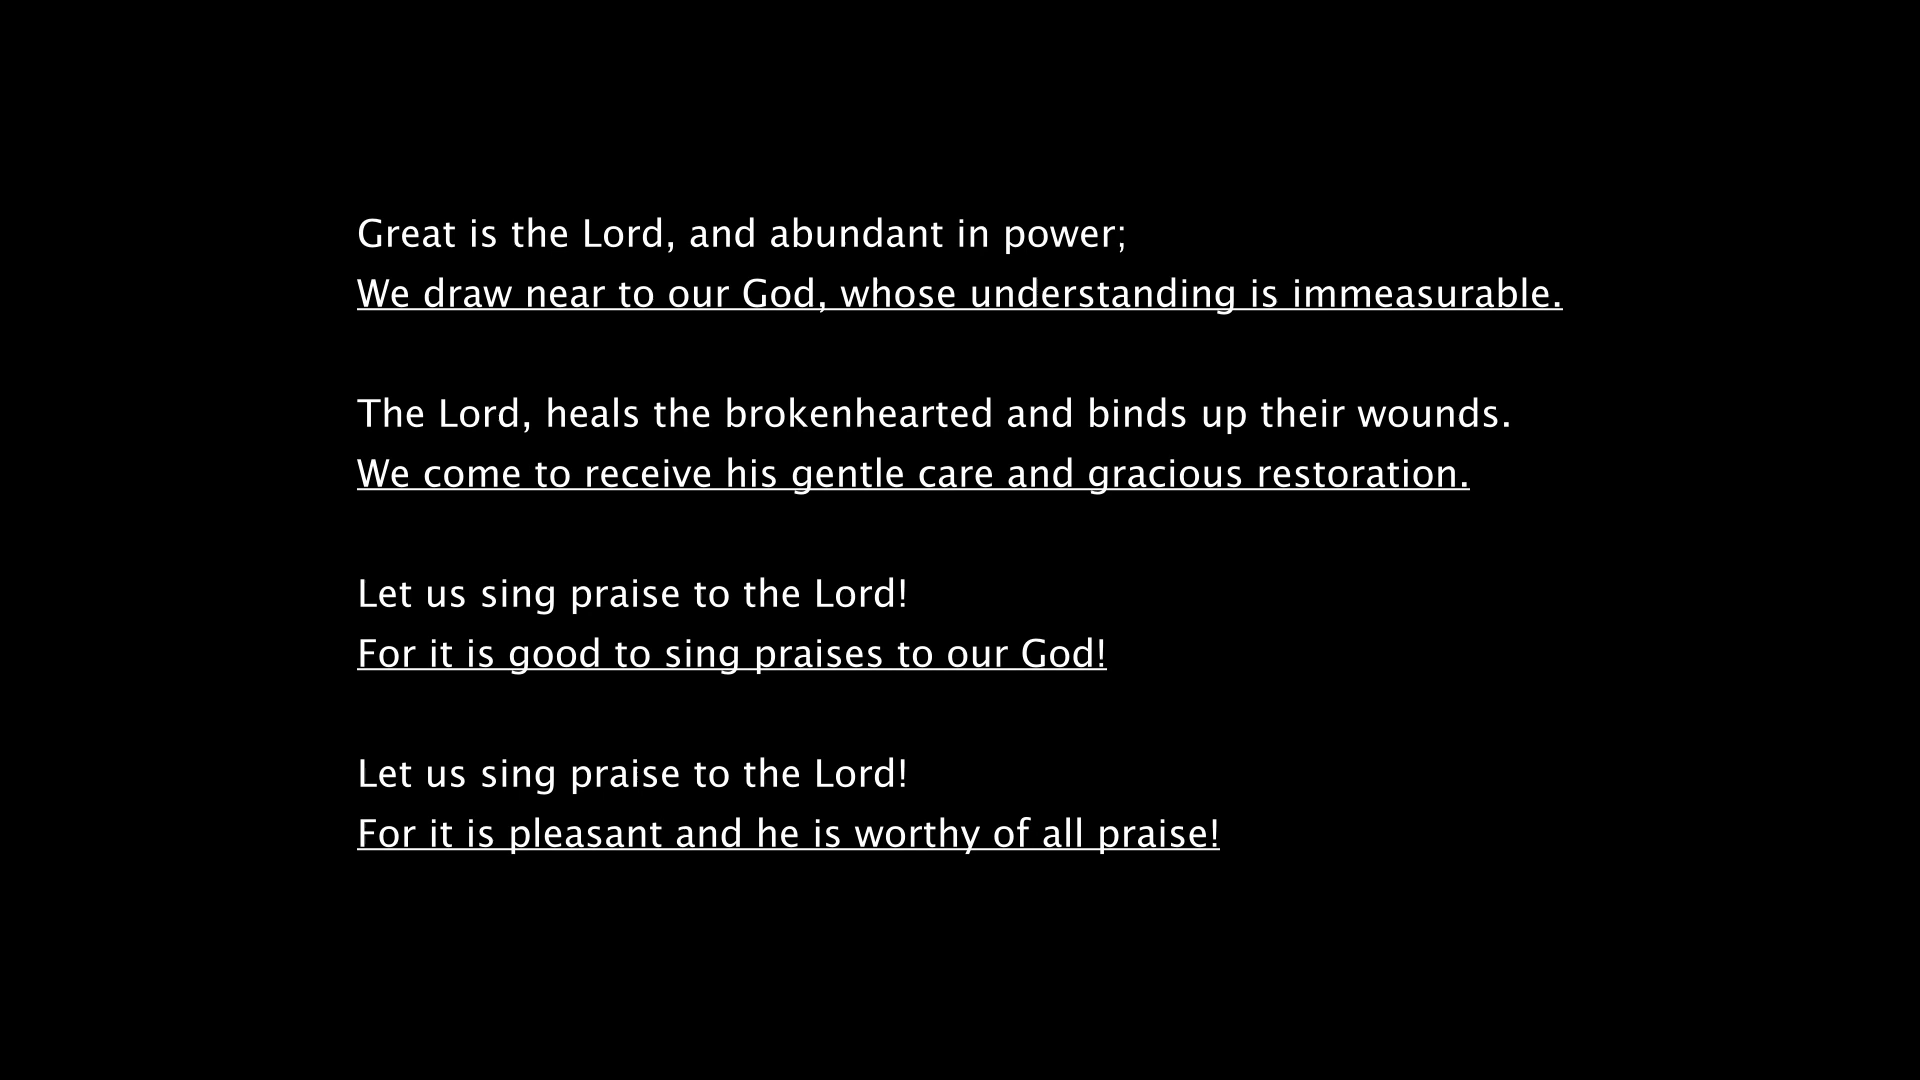 Great is the Lord, and abundant in power;
We draw near to our God, whose understanding is immeasurable.
The Lord, heals the brokenhearted and binds up their wounds.
We come to receive his gentle care and gracious restoration.
Let us sing praise to the Lord!
For it is good to sing praises to our God!
Let us sing praise to the Lord!
For it is pleasant and he is worthy of all praise!